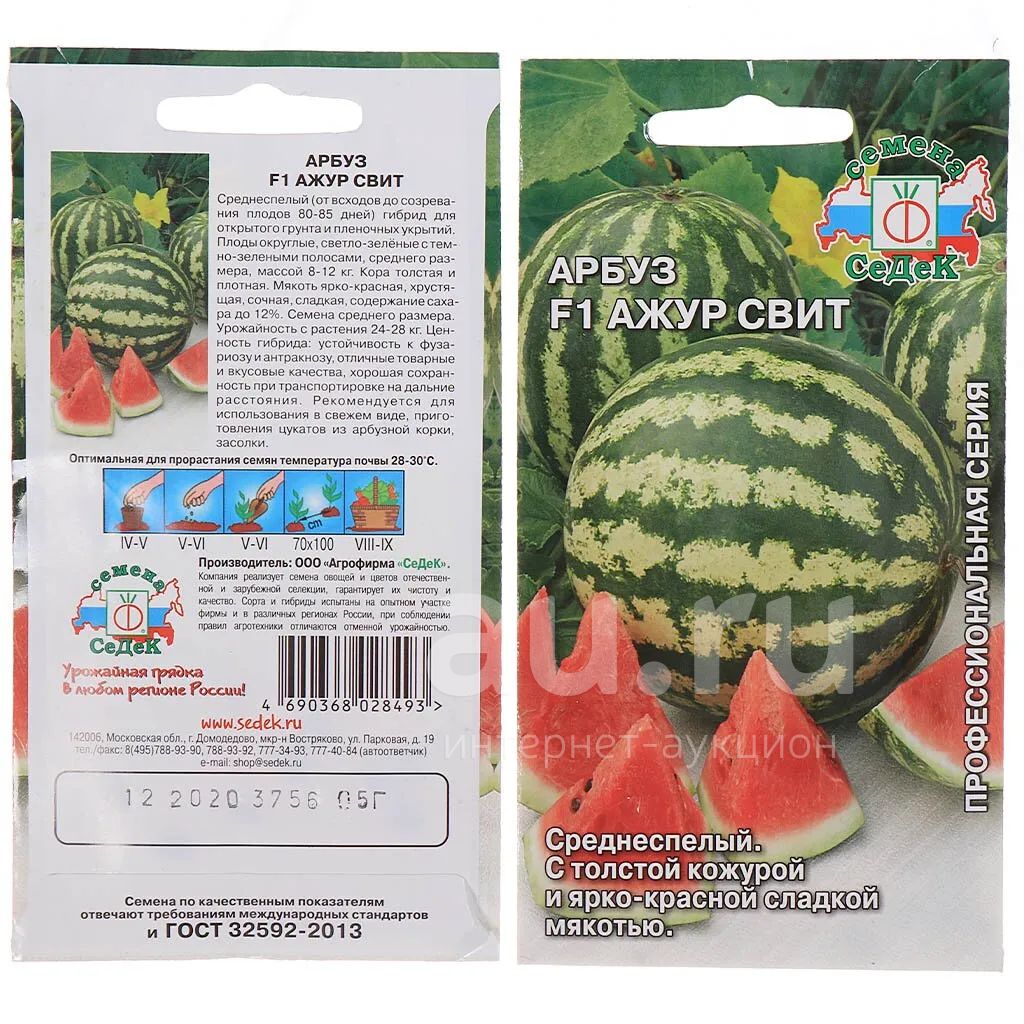 АРБУЗ
F1 АЖУР СВИТ
Среднеспелый (от всходов до созрева-
ния плодов 80-85 дней) гибрид для
открытого грунта и пленочных укрытий.
Плоды округлые, светло-зелёные с тем-
но-зелеными полосами, среднего раз-
мера, массой 8-12 кг. Кора толстая и
плотная. Мякоть ярко-красная, хрустя-
щая, сочная, сладкая, содержание саха-
ра до 12%. Семена среднего размера.
Урожайность с растения 24-28 кг. Цен-
ность гибрида: устойчивость к фуза-
риозу и антракнозу, отличные товарные
и вкусовые качества, хорошая сохран-
ность при транспортировке на дальние
расстояния. Рекомендуется для
использования в свежем виде, приго-
товления цукатов из арбузной корки,
засолки.
Оптимальная для прорастания семян температура почвы 28-30°С.
cm
IV-V V-VI V-VI 70x100 VIII-IX
Производитель: ООО «Агрофирма «СеДеК».
Компания реализует семена овощей и цветов отечествен-
ной и зарубежной селекции, гарантирует их чистоту и
качество. Сорта и гибриды испытаны на опытном участке
фирмы и в различных регионах России, при соблюдении
правил агротехники отличаются отменной урожайностью.
семена
СеДеК
Урожайная грядка
в любом регионе России!
4 690368 028493 >
www.sedek.ru
142006, Московская обл., г. Домодедово, мкр-н Востряково, ул. Парковая, д. 19
тел./факс: 8(495)788-93-90, 788-93-92, 777-34-93, 777-40-84 (автоответчик)
e-mail: shop@sedek.ru
12 2020 3756 05Г
Семена по качественным показателям
отвечают требованиям международных стандартов
и ГОСТ 32592-2013
семена
®
СеДеК
АРБУЗ
F1 АЖУР СВИТ
ПРОФЕССИОНАЛЬНАЯ СЕРИЯ
Среднеспелый.
С толстой кожурой
и ярко-красной сладкой
мякотью.
au.ru
интернет-аукцион